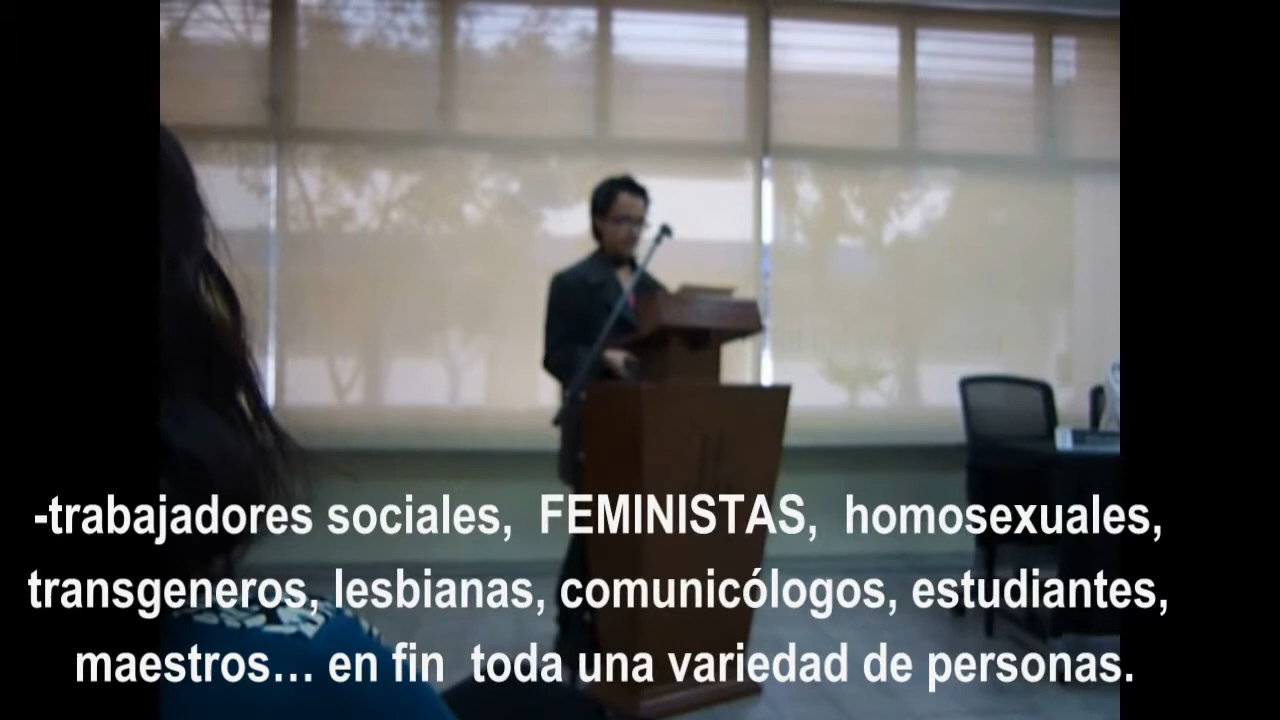 -trabajadores sociales, FEMINISTAS, homosexuales,
transgeneros, lesbianas, comunicólogos, estudiantes,
maestros... en fin toda una variedad de personas.